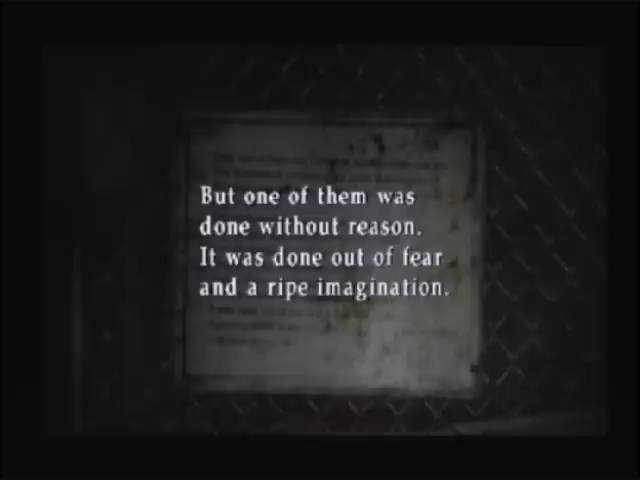 But one of them was
done without reason.
It was done out of fear
and a ripe imagination.